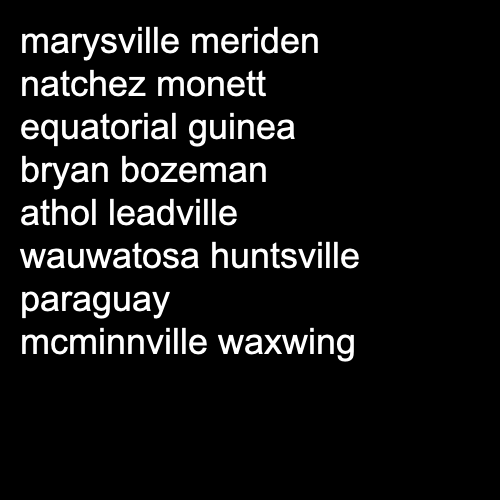 marysville meriden
natchez monett
equatorial guinea
bryan bozeman
athol leadville
wauwatosa huntsville
paraguay
mcminnville waxwing